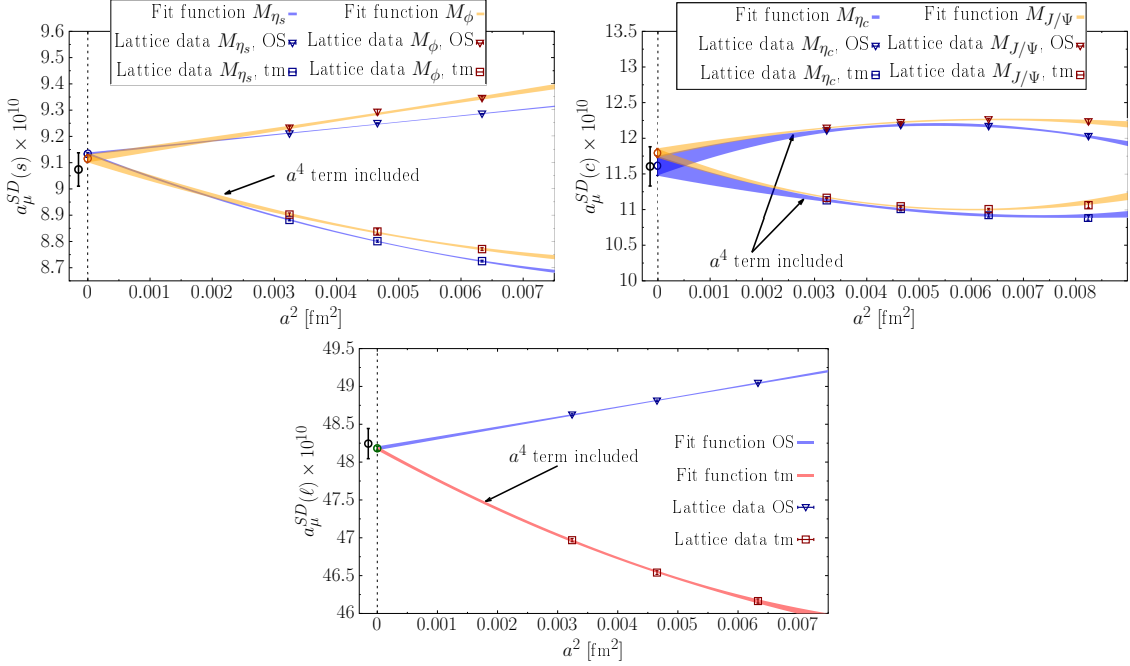 Fit function M_{η_s} Fit function M_ϕ
Lattice data M_{η_s}, OS Lattice data M_ϕ, OS
Lattice data M_{η_s}, tm Lattice data M_ϕ, tm
9.6
9.5
9.4
9.3
9.2
9.1
9
8.9
8.8
8.7
a_μ^{SD}(s) × 10^{10}
a^4 term included
0 0.001 0.002 0.003 0.004 0.005 0.006 0.007
a^2 [fm^2]
Fit function M_{η_c} Fit function M_{J/Ψ}
Lattice data M_{η_c}, OS Lattice data M_{J/Ψ}, OS
Lattice data M_{η_c}, tm Lattice data M_{J/Ψ}, tm
13.5
13
12.5
12
11.5
11
10.5
10
a_μ^{SD}(c) × 10^{10}
a^4 term included
0 0.001 0.002 0.003 0.004 0.005 0.006 0.007 0.008
a^2 [fm^2]
49.5
49
48.5
48
47.5
47
46.5
46
a_μ^{SD}(ℓ) × 10^{10}
a^4 term included
Fit function OS
Fit function tm
Lattice data OS
Lattice data tm
0 0.001 0.002 0.003 0.004 0.005 0.006 0.007
a^2 [fm^2]